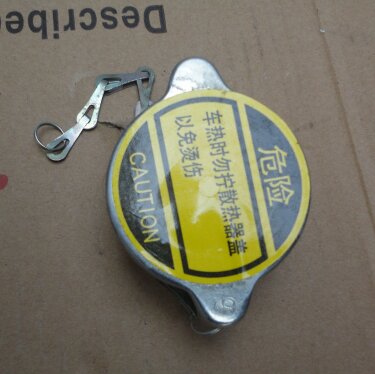 Describe
危险
车热时勿拧散热器盖
以免烫伤
CAUTION